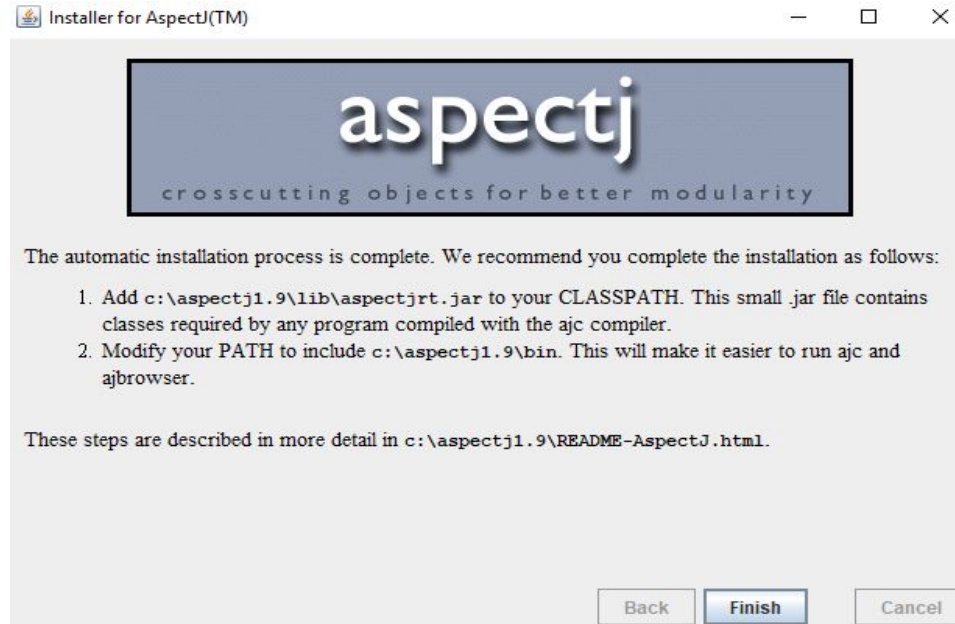 Installer for AspectJ(TM)
aspectj
crosscutting objects for better modularity
The automatic installation process is complete. We recommend you complete the installation as follows:
1. Add c:\aspectj1.9\lib\aspectjrt.jar to your CLASSPATH. This small .jar file contains
classes required by any program compiled with the ajc compiler.
2. Modify your PATH to include c:\aspectj1.9\bin. This will make it easier to run ajc and
ajbrowser.
These steps are described in more detail in c:\aspectj1.9\README-AspectJ.html.
Back Finish Cancel